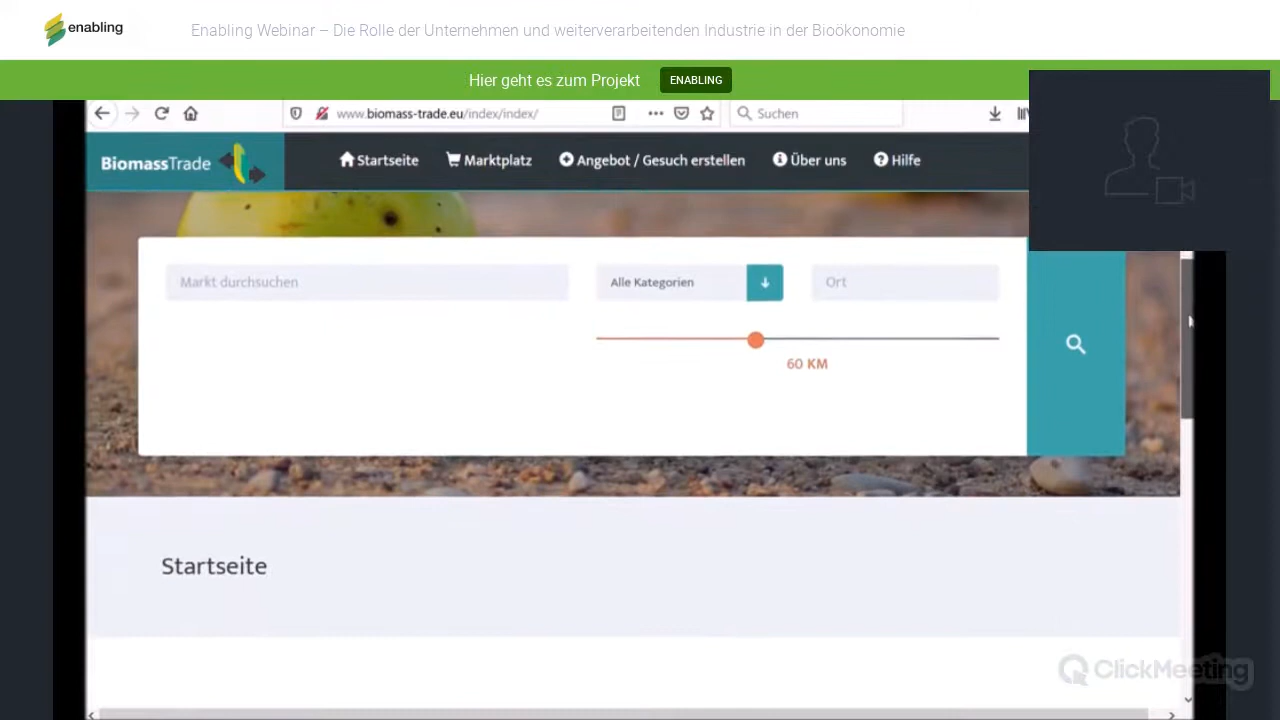 enabling
Enabling Webinar – Die Rolle der Unternehmen und weiterverarbeitenden Industrie in der Bioökonomie
Hier geht es zum Projekt ENABLING
www.biomass-trade.eu/index/index/
Suchen
BiomassTrade
Startseite Marktplatz Angebot / Gesuch erstellen Über uns Hilfe
Markt durchsuchen
Alle Kategorien
Ort
60 KM
Startseite
ClickMeeting